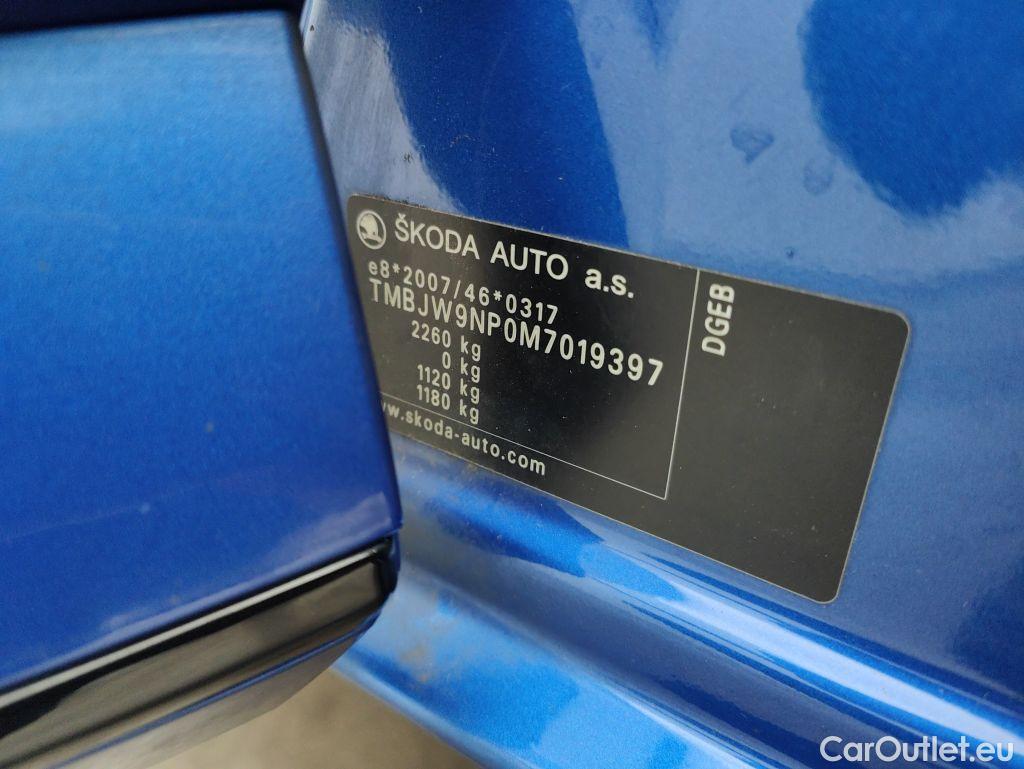 ŠKODA AUTO a.s.
e8*2007/46*0317
TMBJW9NP0M7019397
2260 kg
0 kg
1120 kg
1180 kg
www.skoda-auto.com
DGEB
CarOutlet.eu